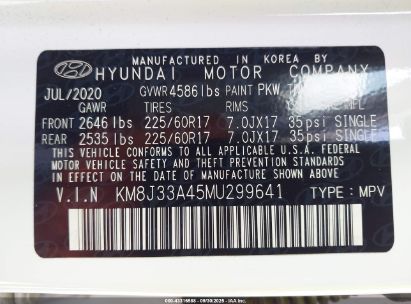 MANUFACTURED IN KOREA BY
HYUNDAI MOTOR COMPANY
JUL/2020 GVWR 4586 lbs PAINT PKW
GAWR TIRES RIMS
FRONT 2646 lbs 225/60R17 7.0JX17 35psi SINGLE
REAR 2535 lbs 225/60R17 7.0JX17 35psi SINGLE
THIS VEHICLE CONFORMS TO ALL APPLICABLE U.S.A. FEDERAL
MOTOR VEHICLE SAFETY, BUMPER, AND THEFT PREVENTION STANDARDS
IN EFFECT ON THE DATE OF MANUFACTURE SHOWN ABOVE.
V.I.N KM8J33A45MU299641 TYPE : MPV